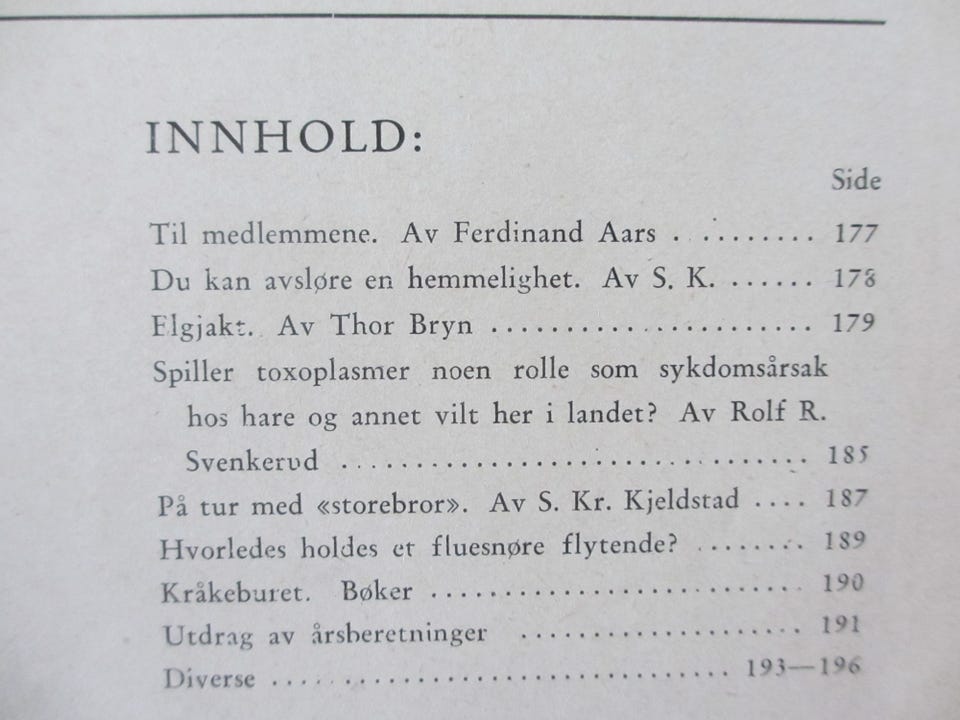 INNHOLD:
Side
Til medlemmene. Av Ferdinand Aars . . . . . . . . . . 177
Du kan avsløre en hemmelighet. Av S. K. . . . . . . 178
Elgjakt. Av Thor Bryn . . . . . . . . . . . . . . . . . . . . . . 179
Spiller toxoplasmer noen rolle som sykdomsårsak
hos hare og annet vilt her i landet? Av Rolf R.
Svenkerud . . . . . . . . . . . . . . . . . . . . . . . . . . . . . . . 185
På tur med «storebror». Av S. Kr. Kjeldstad . . . . 187
Hvorledes holdes et fluesnøre flytende? . . . . . . . . 189
Kråkeburet. Bøker . . . . . . . . . . . . . . . . . . . . . . . . . 190
Utdrag av årsberetninger . . . . . . . . . . . . . . . . . . . 191
Diverse . . . . . . . . . . . . . . . . . . . . . . . . . . . . . . 193—196